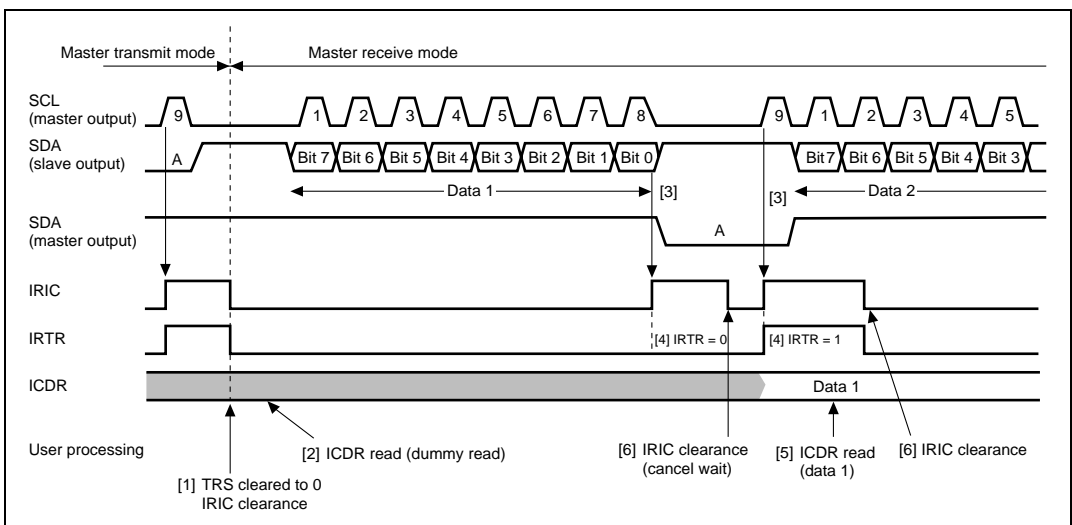 Master transmit mode
Master receive mode
SCL
(master output)
9 1 2 3 4 5 6 7 8 9 1 2 3 4 5
SDA
(slave output)
A Bit 7 Bit 6 Bit 5 Bit 4 Bit 3 Bit 2 Bit 1 Bit 0 Bit7 Bit 6 Bit 5 Bit 4 Bit 3
Data 1 [3] [3] Data 2
SDA
(master output)
A
IRIC
IRTR
[4] IRTR = 0 [4] IRTR = 1
ICDR
Data 1
User processing
[2] ICDR read (dummy read)
[6] IRIC clearance
(cancel wait)
[5] ICDR read
(data 1)
[6] IRIC clearance
[1] TRS cleared to 0
IRIC clearance